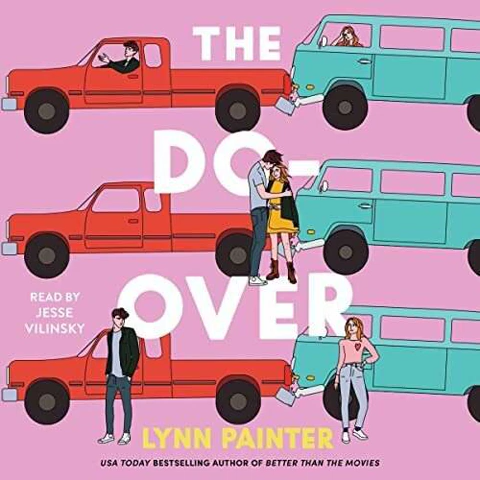 THE
DO-
OVER
READ BY
JESSE
VILINSKY
LYNN PAINTER
USA TODAY BESTSELLING AUTHOR OF BETTER THAN THE MOVIES